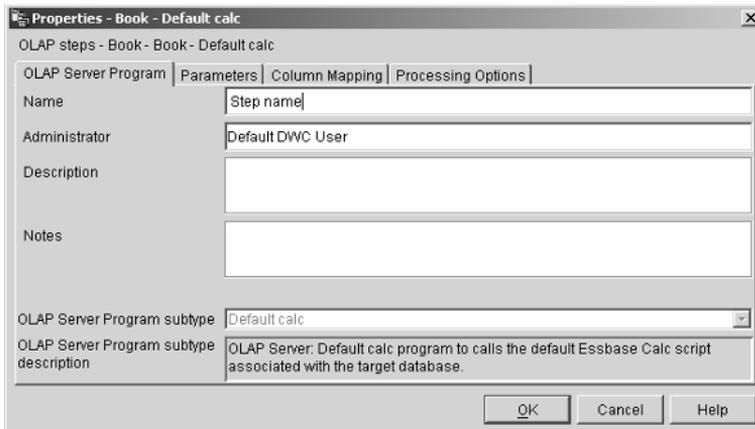 Properties - Book - Default calc
OLAP steps - Book - Book - Default calc
OLAP Server Program Parameters Column Mapping Processing Options
Name Step name
Administrator Default DWC User
Description
Notes
OLAP Server Program subtype Default calc
OLAP Server Program subtype
description
OLAP Server: Default calc program to calls the default Essbase Calc script
associated with the target database.
OK Cancel Help